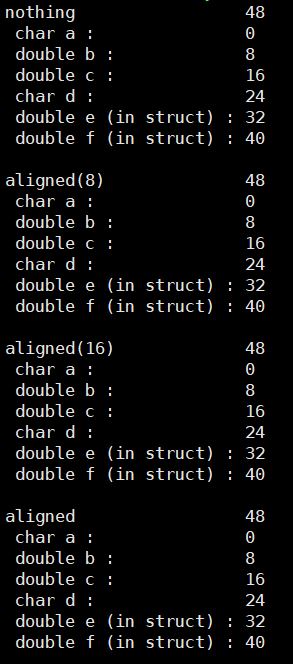 nothing 48
char a : 0
double b : 8
double c : 16
char d : 24
double e (in struct) : 32
double f (in struct) : 40
aligned(8) 48
char a : 0
double b : 8
double c : 16
char d : 24
double e (in struct) : 32
double f (in struct) : 40
aligned(16) 48
char a : 0
double b : 8
double c : 16
char d : 24
double e (in struct) : 32
double f (in struct) : 40
aligned 48
char a : 0
double b : 8
double c : 16
char d : 24
double e (in struct) : 32
double f (in struct) : 40